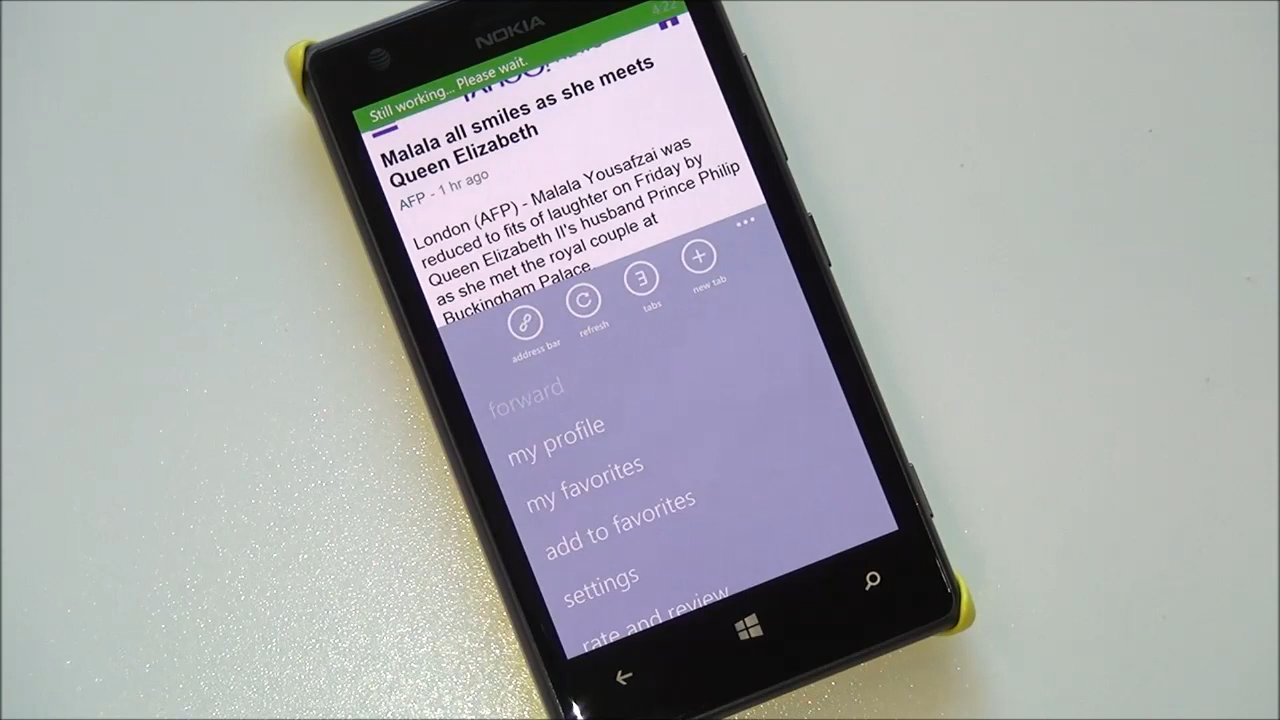 NOKIA
4:22
Still working... Please wait.
Malala all smiles as she meets
Queen Elizabeth
AFP - 1 hr ago
London (AFP) - Malala Yousafzai was
reduced to fits of laughter on Friday by
Queen Elizabeth II's husband Prince Philip
as she met the royal couple at
Buckingham Palace.
address bar
refresh
3
tabs
new tab
forward
my profile
my favorites
add to favorites
settings
rate and review